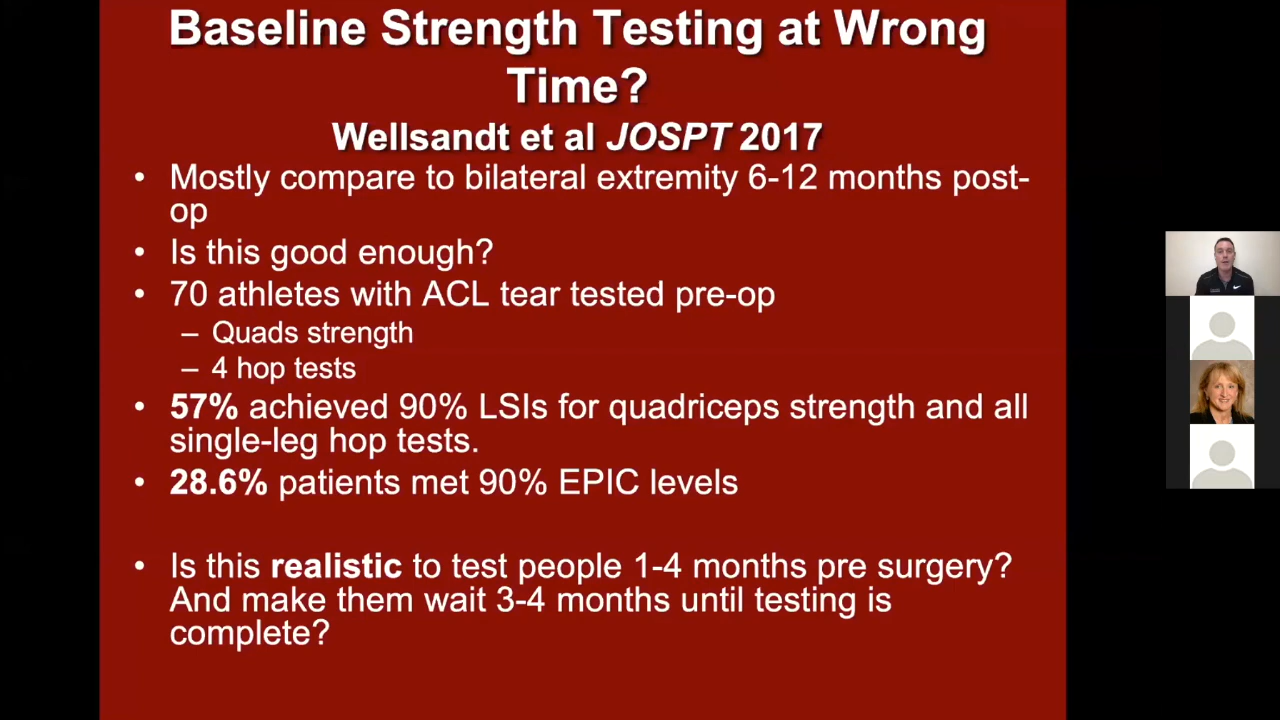 Baseline Strength Testing at Wrong
Time?
Wellsandt et al JOSPT 2017
• Mostly compare to bilateral extremity 6-12 months post-
op
• Is this good enough?
• 70 athletes with ACL tear tested pre-op
– Quads strength
– 4 hop tests
• 57% achieved 90% LSIs for quadriceps strength and all
single-leg hop tests.
• 28.6% patients met 90% EPIC levels
• Is this realistic to test people 1-4 months pre surgery?
And make them wait 3-4 months until testing is
complete?